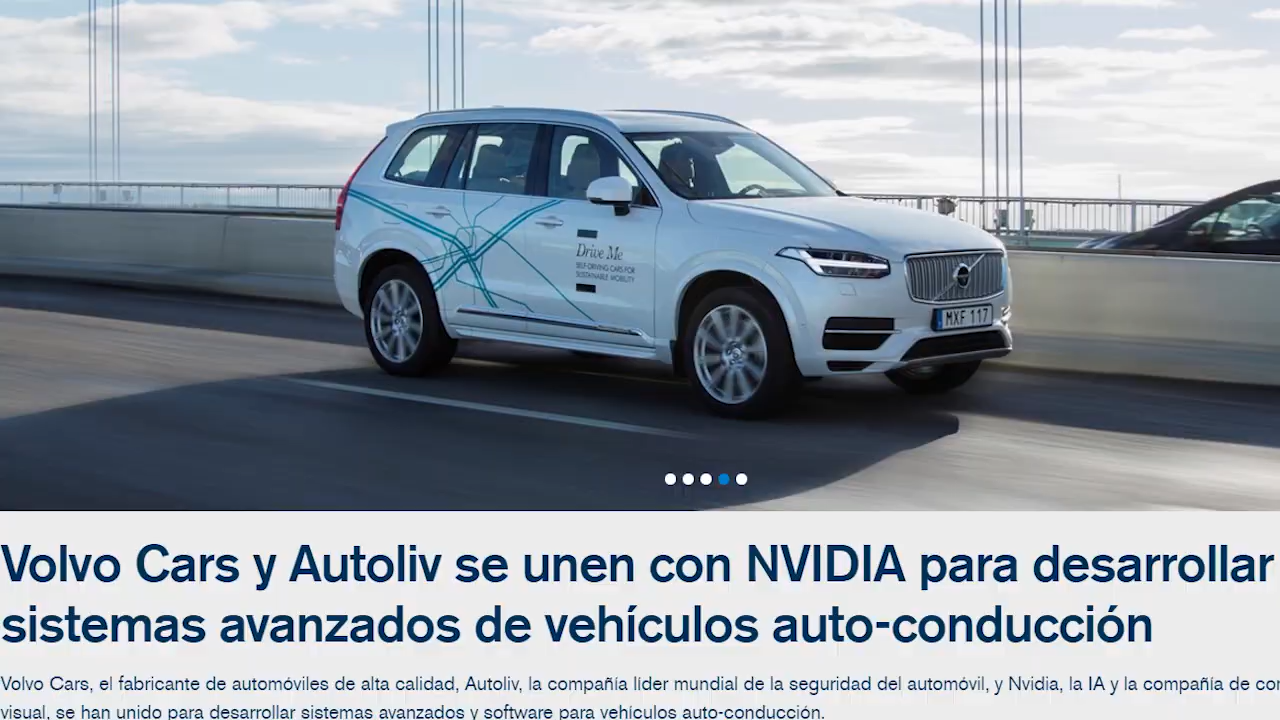 Drive Me
SELF-DRIVING CARS FOR
SUSTAINABLE MOBILITY
MXF 117
Volvo Cars y Autoliv se unen con NVIDIA para desarrollar
sistemas avanzados de vehículos auto-conducción
Volvo Cars, el fabricante de automóviles de alta calidad, Autoliv, la compañía líder mundial de la seguridad del automóvil, y Nvidia, la IA y la compañía de
visual, se han unido para desarrollar sistemas avanzados y software para vehículos auto-conducción.